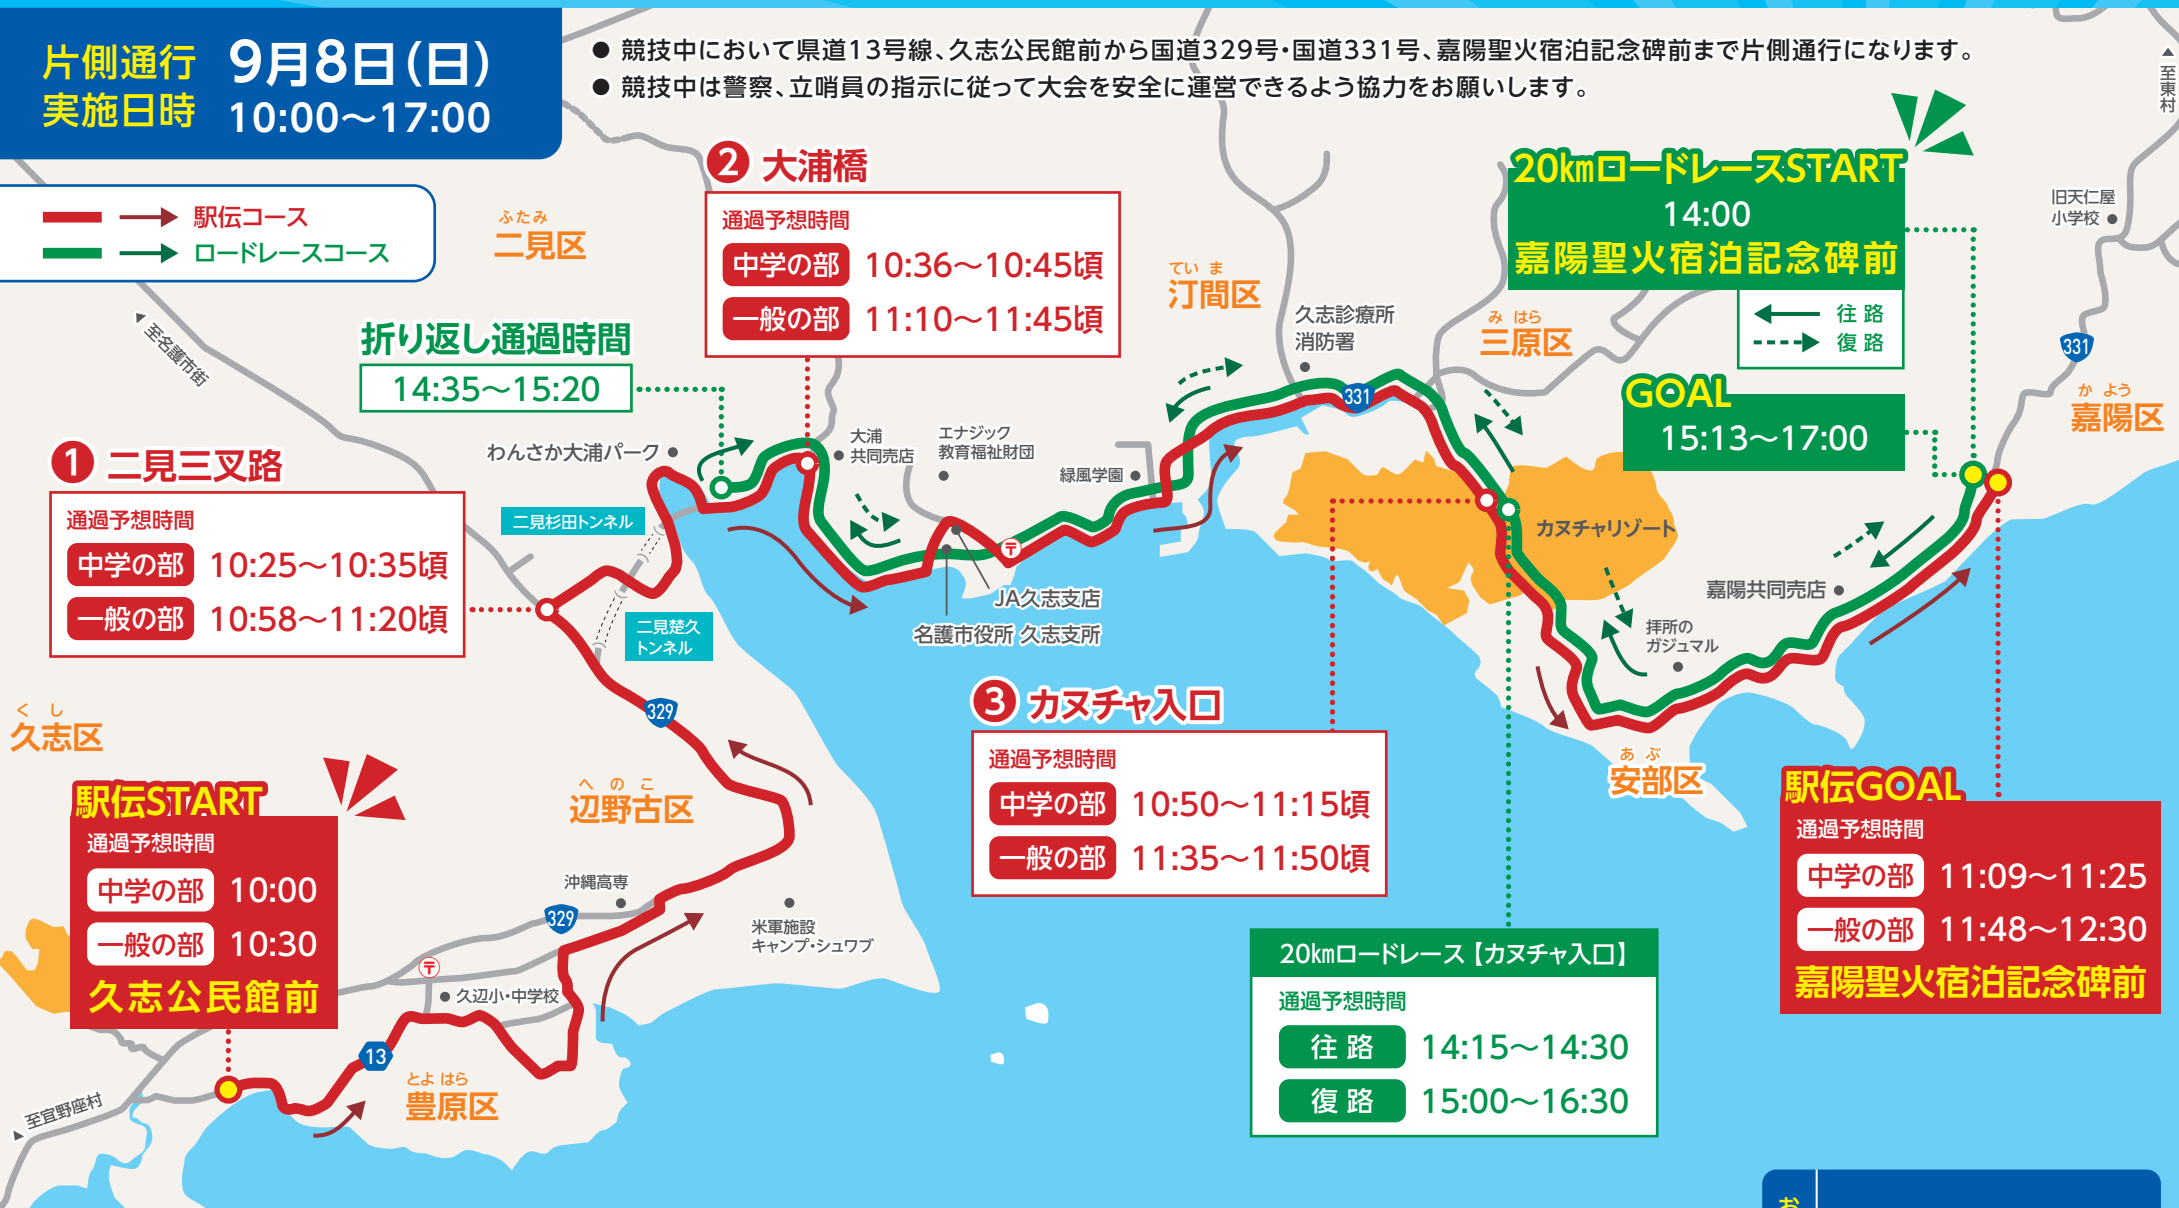 片側通行
実施日時
9月8日(日)
10:00〜17:00
● 競技中において県道13号線、久志公民館前から国道329号・国道331号、嘉陽聖火宿泊記念碑前まで片側通行になります。
● 競技中は警察、立哨員の指示に従って大会を安全に運営できるよう協力をお願いします。
駅伝コース
ロードレースコース
ふたみ
二見区
2 大浦橋
通過予想時間
中学の部 10:36〜10:45頃
一般の部 11:10〜11:45頃
20kmロードレースSTART
14:00
嘉陽聖火宿泊記念碑前
往路
復路
至東村
旧天仁屋
小学校
331
か よう
嘉陽区
てい ま
汀間区
久志診療所
消防署
み はら
三原区
331
GOAL
15:13〜17:00
至名護市街
折り返し通過時間
14:35〜15:20
わんさか大浦パーク
大浦
共同売店
エナジック
教育福祉財団
緑風学園
1 二見三叉路
通過予想時間
中学の部 10:25〜10:35頃
一般の部 10:58〜11:20頃
二見杉田トンネル
二見楚久
トンネル
〒
JA久志支店
名護市役所 久志支所
カヌチャリゾート
嘉陽共同売店
拝所の
ガジュマル
329
く し
久志区
3 カヌチャ入口
通過予想時間
中学の部 10:50〜11:15頃
一般の部 11:35〜11:50頃
あ ぶ
安部区
駅伝START
通過予想時間
中学の部 10:00
一般の部 10:30
久志公民館前
へ の こ
辺野古区
沖縄高専
329
米軍施設
キャンプ・シュワブ
〒
久辺小・中学校
13
とよ はら
豊原区
至宜野座村
駅伝GOAL
通過予想時間
中学の部 11:09〜11:25
一般の部 11:48〜12:30
嘉陽聖火宿泊記念碑前
20kmロードレース【カヌチャ入口】
通過予想時間
往路 14:15〜14:30
復路 15:00〜16:30
お